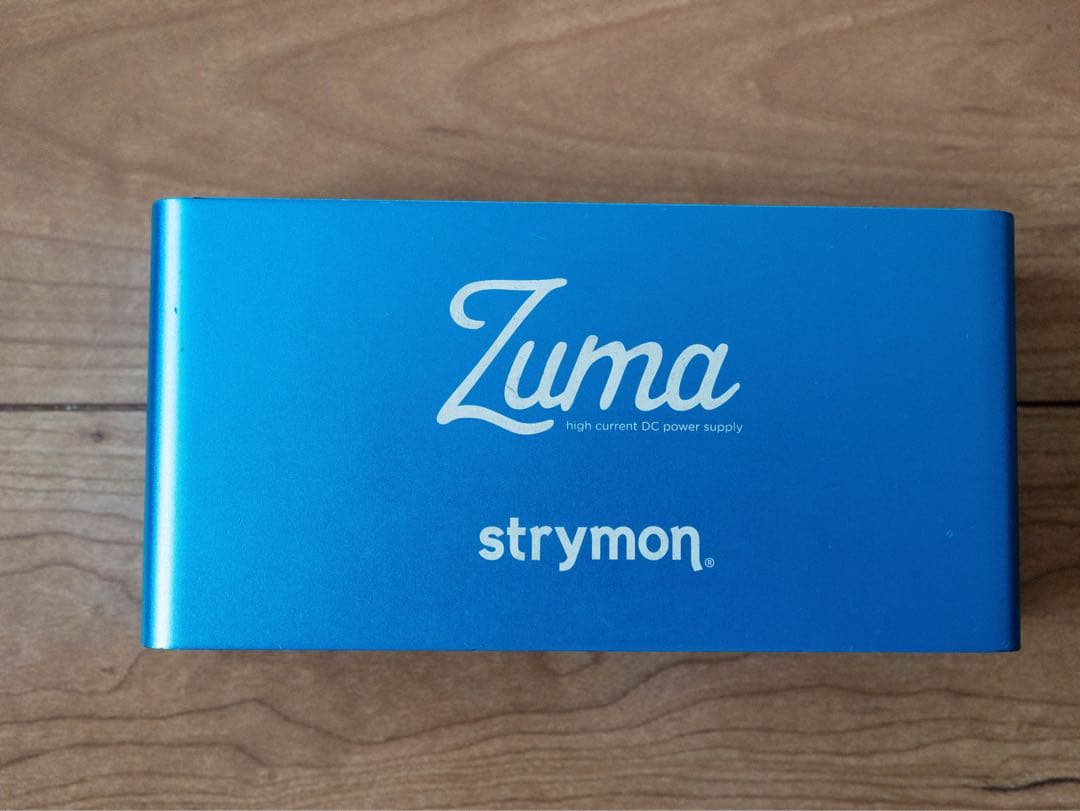 Zuma
high current DC power supply
strymon®